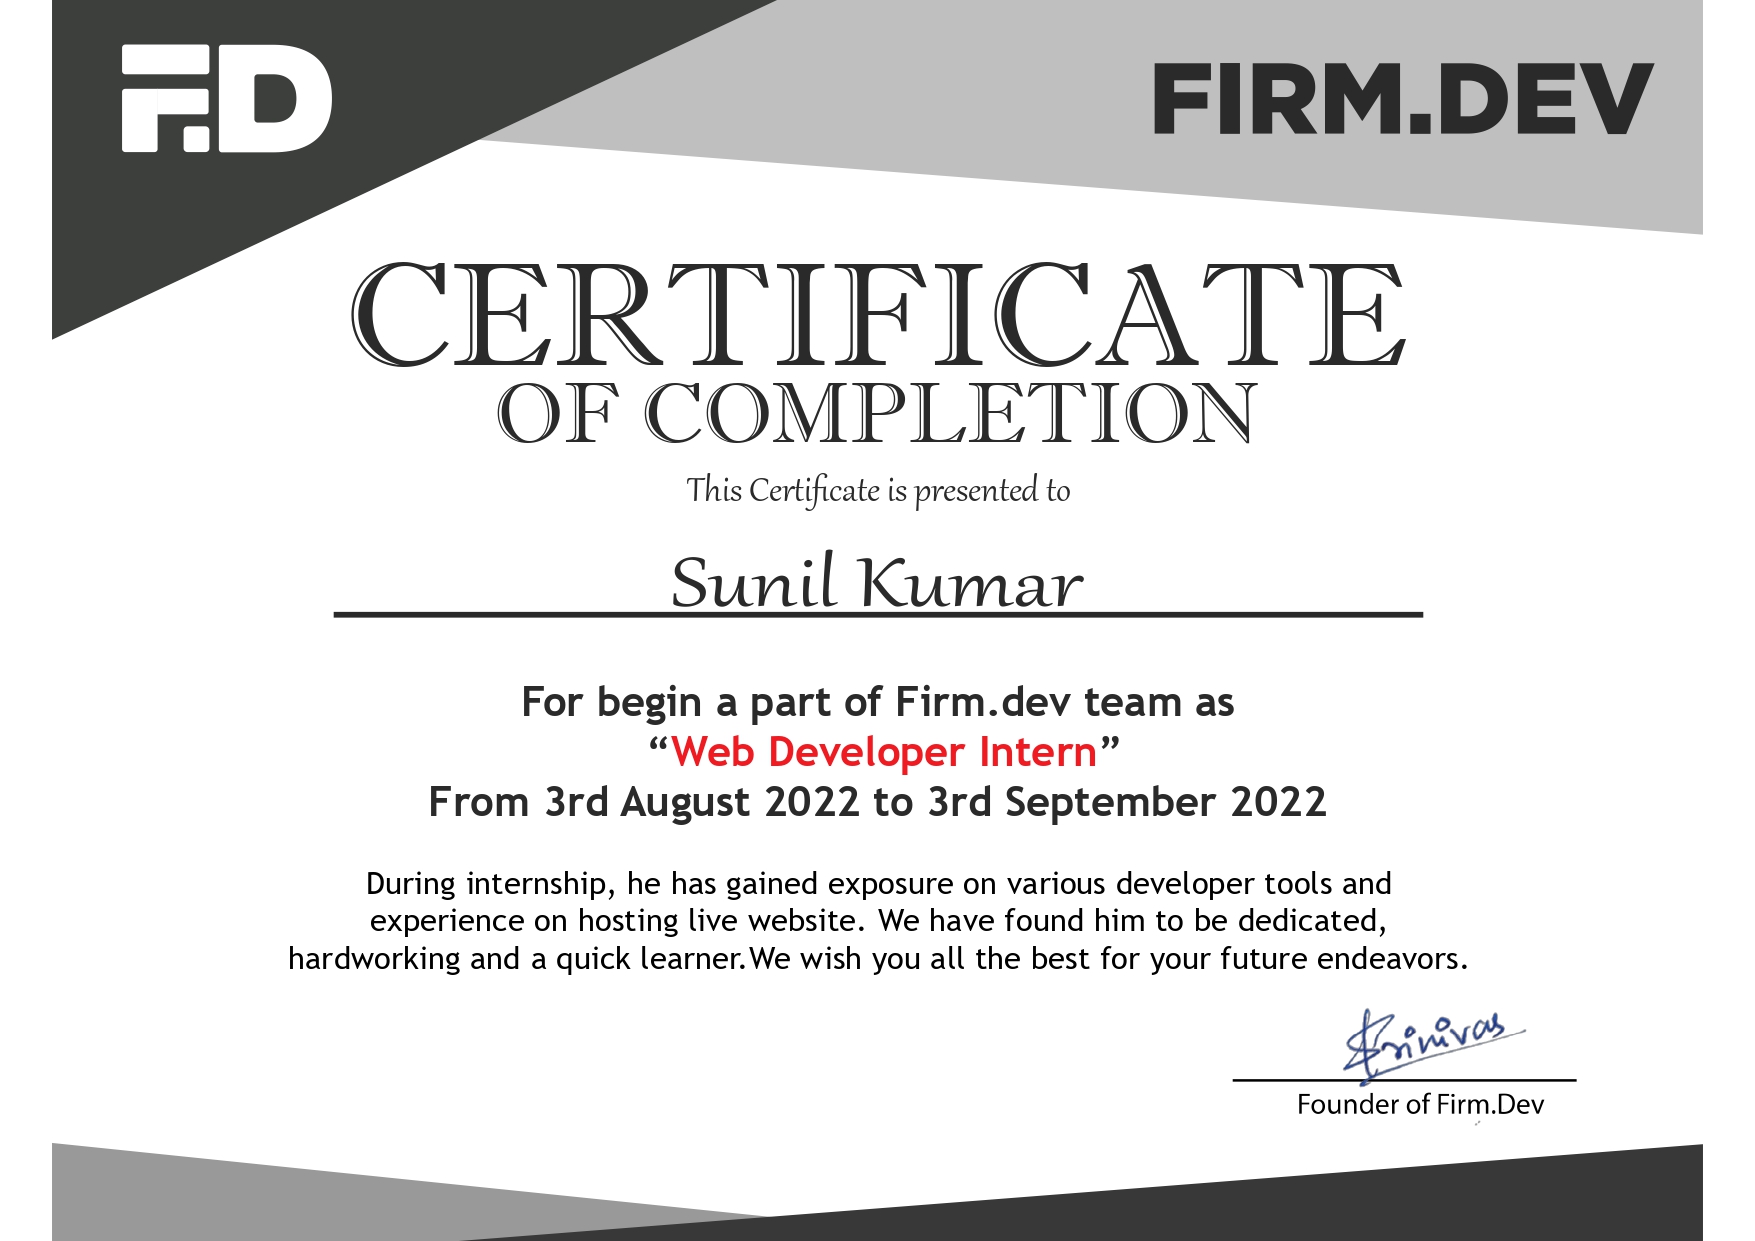 F.D
FIRM.DEV
CERTIFICATE
OF COMPLETION
This Certificate is presented to
Sunil Kumar
For begin a part of Firm.dev team as
“Web Developer Intern”
From 3rd August 2022 to 3rd September 2022
During internship, he has gained exposure on various developer tools and
experience on hosting live website. We have found him to be dedicated,
hardworking and a quick learner.We wish you all the best for your future endeavors.
Srinivas
Founder of Firm.Dev